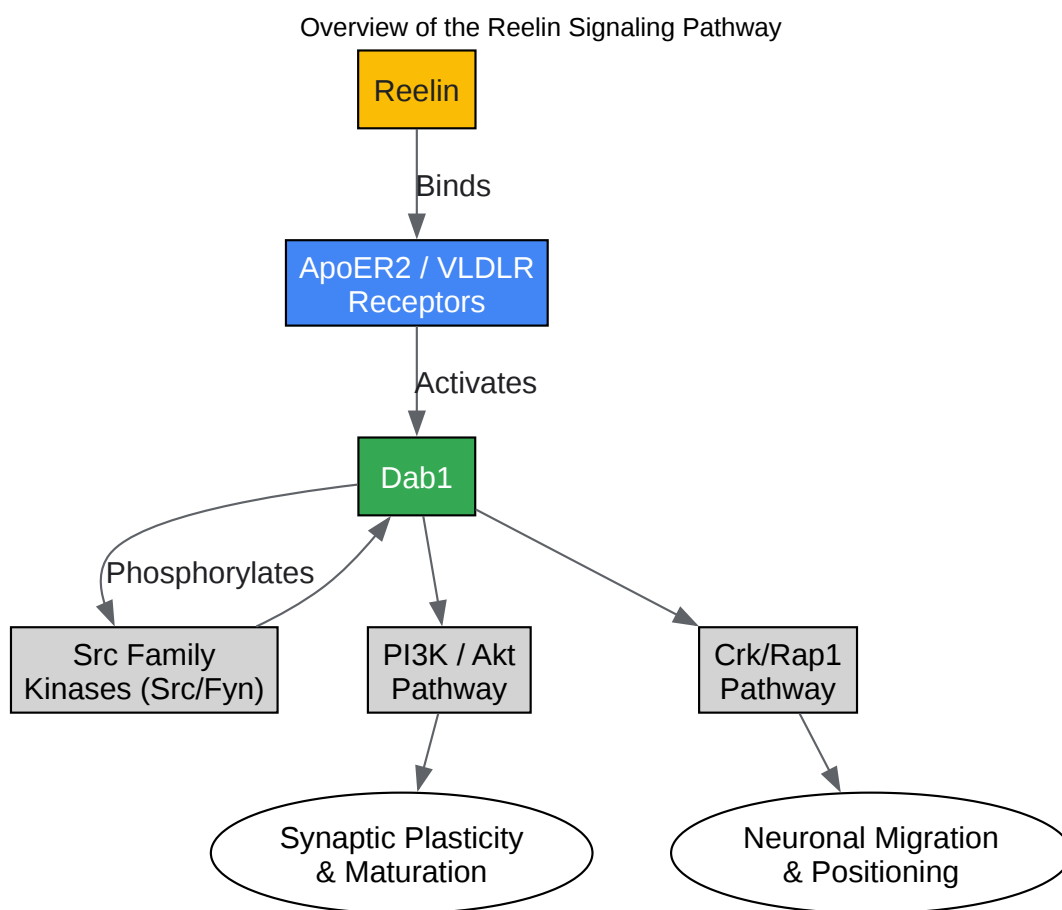 Overview of the Reelin Signaling Pathway
Reelin
Binds
ApoER2 / VLDLR
Receptors
Activates
Dab1
Phosphorylates
Src Family
Kinases (Src/Fyn)
PI3K / Akt
Pathway
Crk/Rap1
Pathway
Synaptic Plasticity
& Maturation
Neuronal Migration
& Positioning